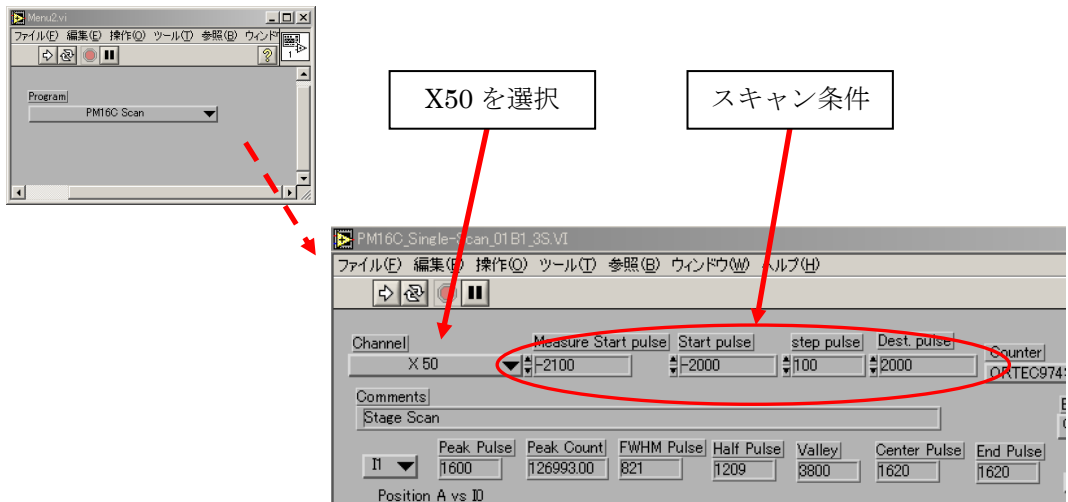 Menu2.vi
ファイル(F) 編集(E) 操作(O) ツール(T) 参照(B) ウィンドウ
1
Program
PM16C Scan
X50 を選択
スキャン条件
PM16C_Single-Scan_01B1_3S.VI
ファイル(F) 編集(E) 操作(O) ツール(T) 参照(B) ウィンドウ(W) ヘルプ(H)
Channel Measure Start pulse Start pulse step pulse Dest. pulse Counter
X 50 -2100 -2000 100 2000 ORTEC974
Comments
Stage Scan
Peak Pulse Peak Count FWHM Pulse Half Pulse Valley Center Pulse End Pulse
I1 1600 126993.00 821 1209 3800 1620 1620
Position A vs I0